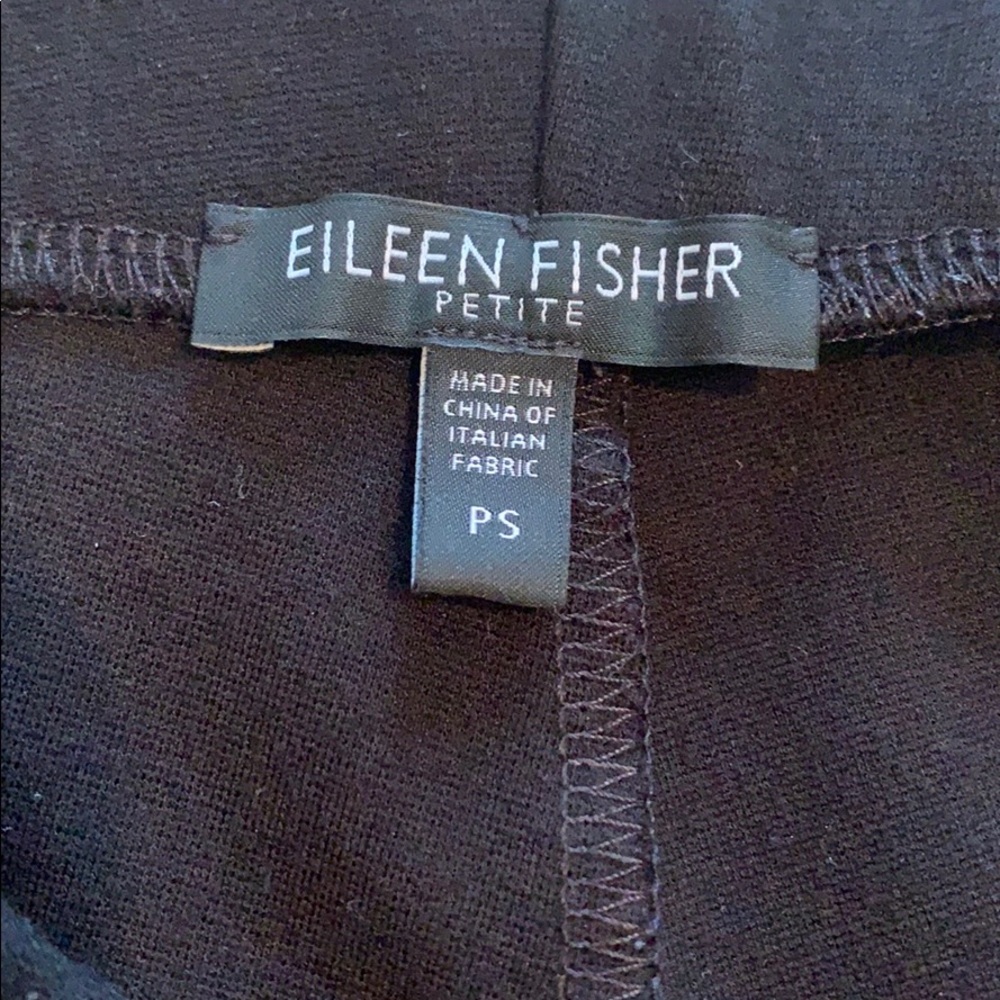 EILEEN FISHER
PETITE
MADE IN
CHINA OF
ITALIAN
FABRIC
PS